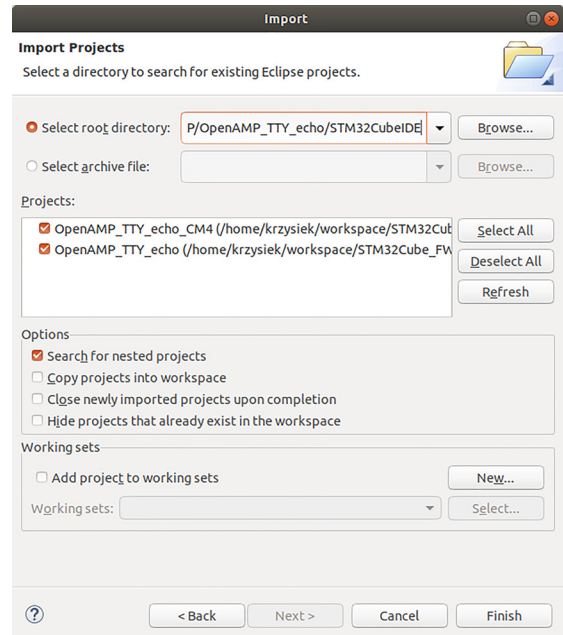 Import
Import Projects
Select a directory to search for existing Eclipse projects.
Select root directory: P/OpenAMP_TTY_echo/STM32CubeIDE Browse...
Select archive file: Browse...
Projects:
OpenAMP_TTY_echo_CM4 (/home/krzysiek/workspace/STM32Cub
OpenAMP_TTY_echo (/home/krzysiek/workspace/STM32Cube_FW
Select All
Deselect All
Refresh
Options
Search for nested projects
Copy projects into workspace
Close newly imported projects upon completion
Hide projects that already exist in the workspace
Working sets
Add project to working sets New...
Working sets: Select...
? < Back Next > Cancel Finish